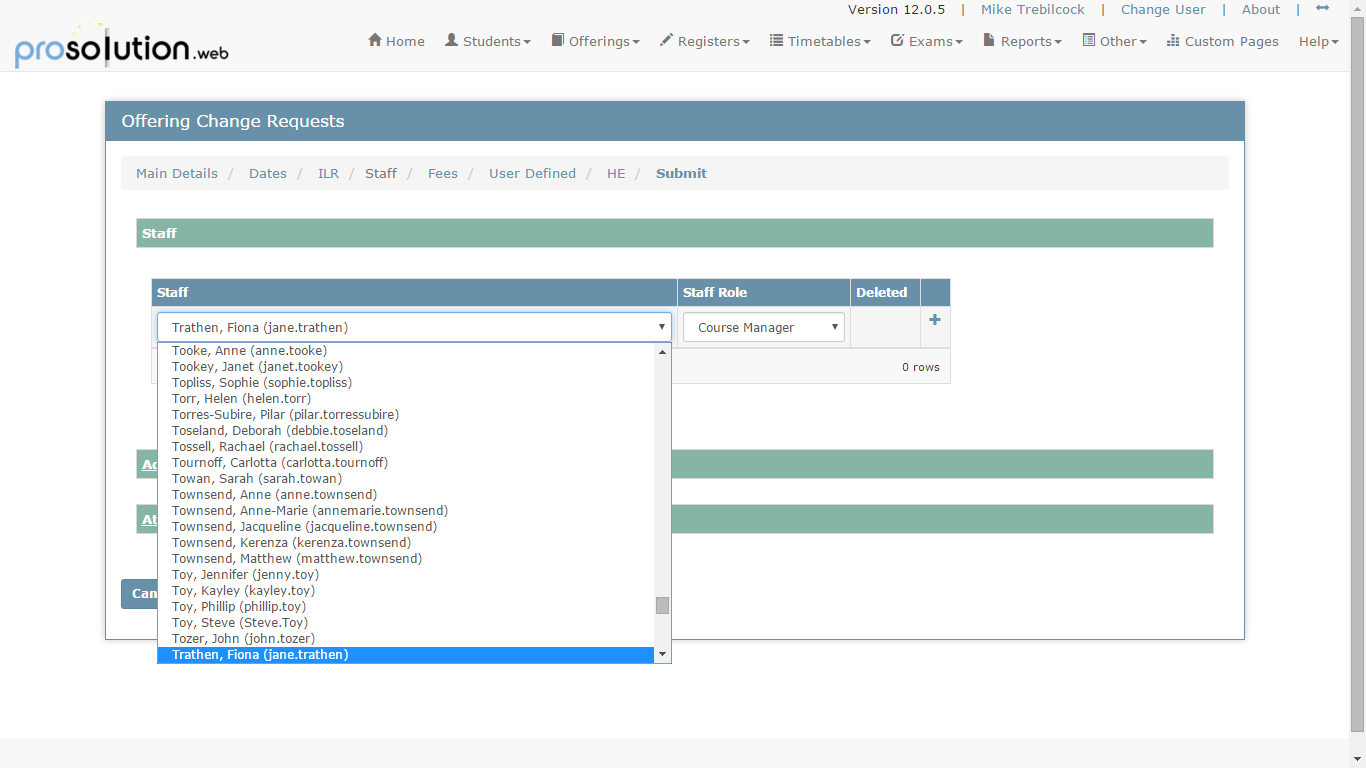 Version 12.0.5 | Mike Trebilcock | Change User | About |
prosolution.web
Home Students Offerings Registers Timetables Exams Reports Other Custom Pages Help
Offering Change Requests
Main Details / Dates / ILR / Staff / Fees / User Defined / HE / Submit
Staff
Staff Staff Role Deleted
Trathen, Fiona (jane.trathen) Course Manager
0 rows
Tooke, Anne (anne.tooke)
Tookey, Janet (janet.tookey)
Topliss, Sophie (sophie.topliss)
Torr, Helen (helen.torr)
Torres-Subire, Pilar (pilar.torressubire)
Toseland, Deborah (debbie.toseland)
Tossell, Rachael (rachael.tossell)
Tournoff, Carlotta (carlotta.tournoff)
Towan, Sarah (sarah.towan)
Townsend, Anne (anne.townsend)
Townsend, Anne-Marie (annemarie.townsend)
Townsend, Jacqueline (jacqueline.townsend)
Townsend, Kerenza (kerenza.townsend)
Townsend, Matthew (matthew.townsend)
Toy, Jennifer (jenny.toy)
Toy, Kayley (kayley.toy)
Toy, Phillip (phillip.toy)
Toy, Steve (Steve.Toy)
Tozer, John (john.tozer)
Trathen, Fiona (jane.trathen)